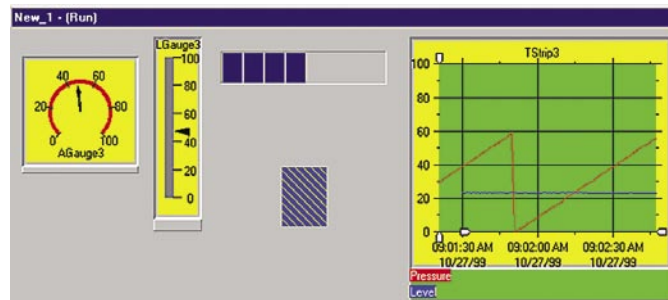 New_1 - (Run)
40 60
20 80
0 100
AGauge3
LGauge3
100
80
60
40
20
0
TStrip3
100
80
60
40
20
0
09:01:30 AM 09:02:00 AM 09:02:30 AM
10/27/99 10/27/99 10/27/99
Pressure
Level